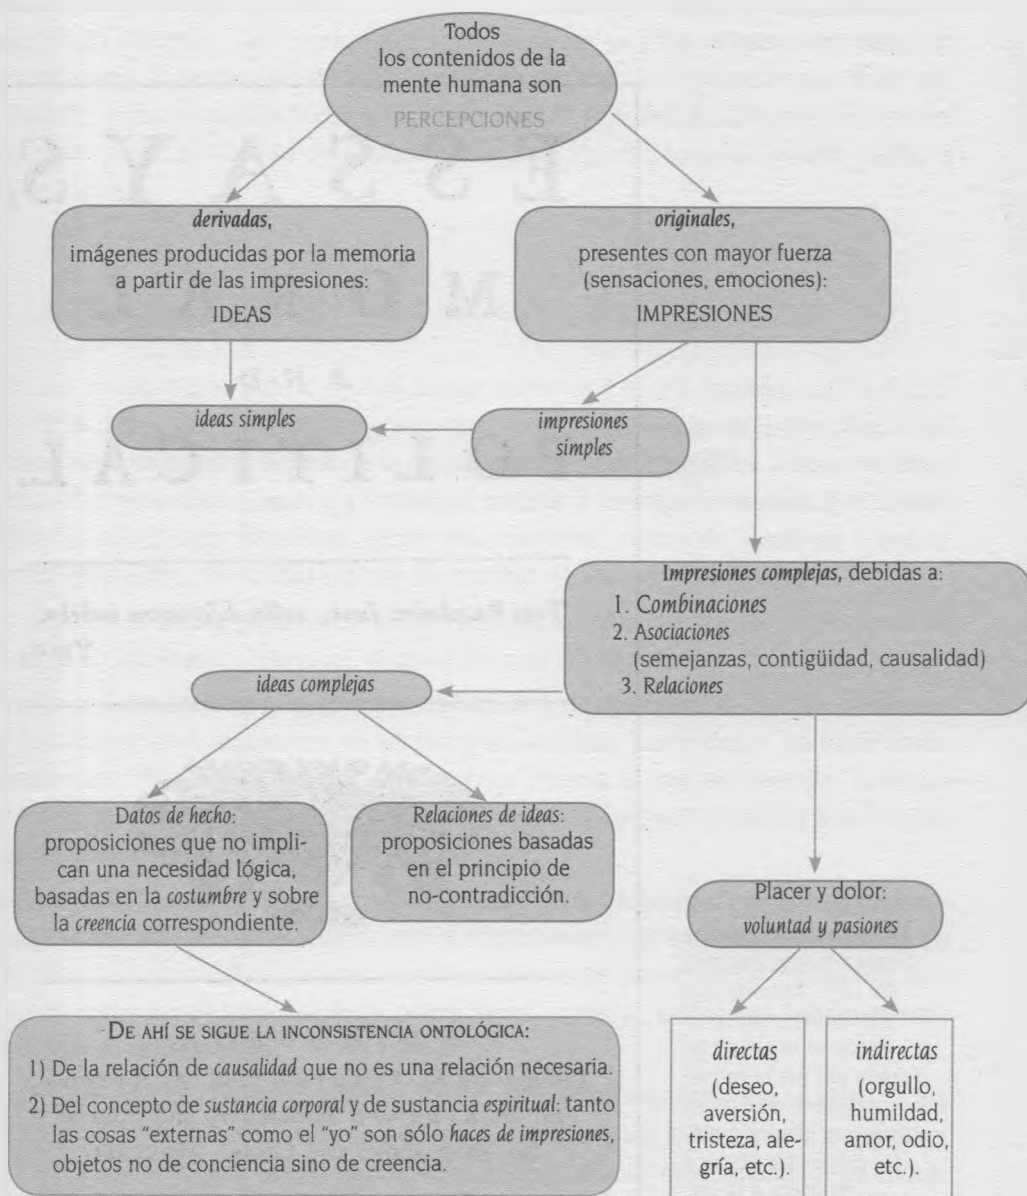 Todos
los contenidos de la
mente humana son
PERCEPCIONES
derivadas,
imágenes producidas por la memoria
a partir de las impresiones:
IDEAS
originales,
presentes con mayor fuerza
(sensaciones, emociones):
IMPRESIONES
ideas simples
impresiones
simples
Impresiones complejas, debidas a:
1. Combinaciones
2. Asociaciones
(semejanzas, contigüidad, causalidad)
3. Relaciones
ideas complejas
Datos de hecho:
proposiciones que no impli-
can una necesidad lógica,
basadas en la costumbre y sobre
la creencia correspondiente.
Relaciones de ideas:
proposiciones basadas
en el principio de
no-contradicción.
Placer y dolor:
voluntad y pasiones
DE AHÍ SE SIGUE LA INCONSISTENCIA ONTOLÓGICA:
1) De la relación de causalidad que no es una relación necesaria.
2) Del concepto de sustancia corporal y de sustancia espiritual: tanto
las cosas "externas" como el "yo" son sólo haces de impresiones,
objetos no de conciencia sino de creencia.
directas
(deseo,
aversión,
tristeza, ale-
gría, etc.).
indirectas
(orgullo,
humildad,
amor, odio,
etc.).